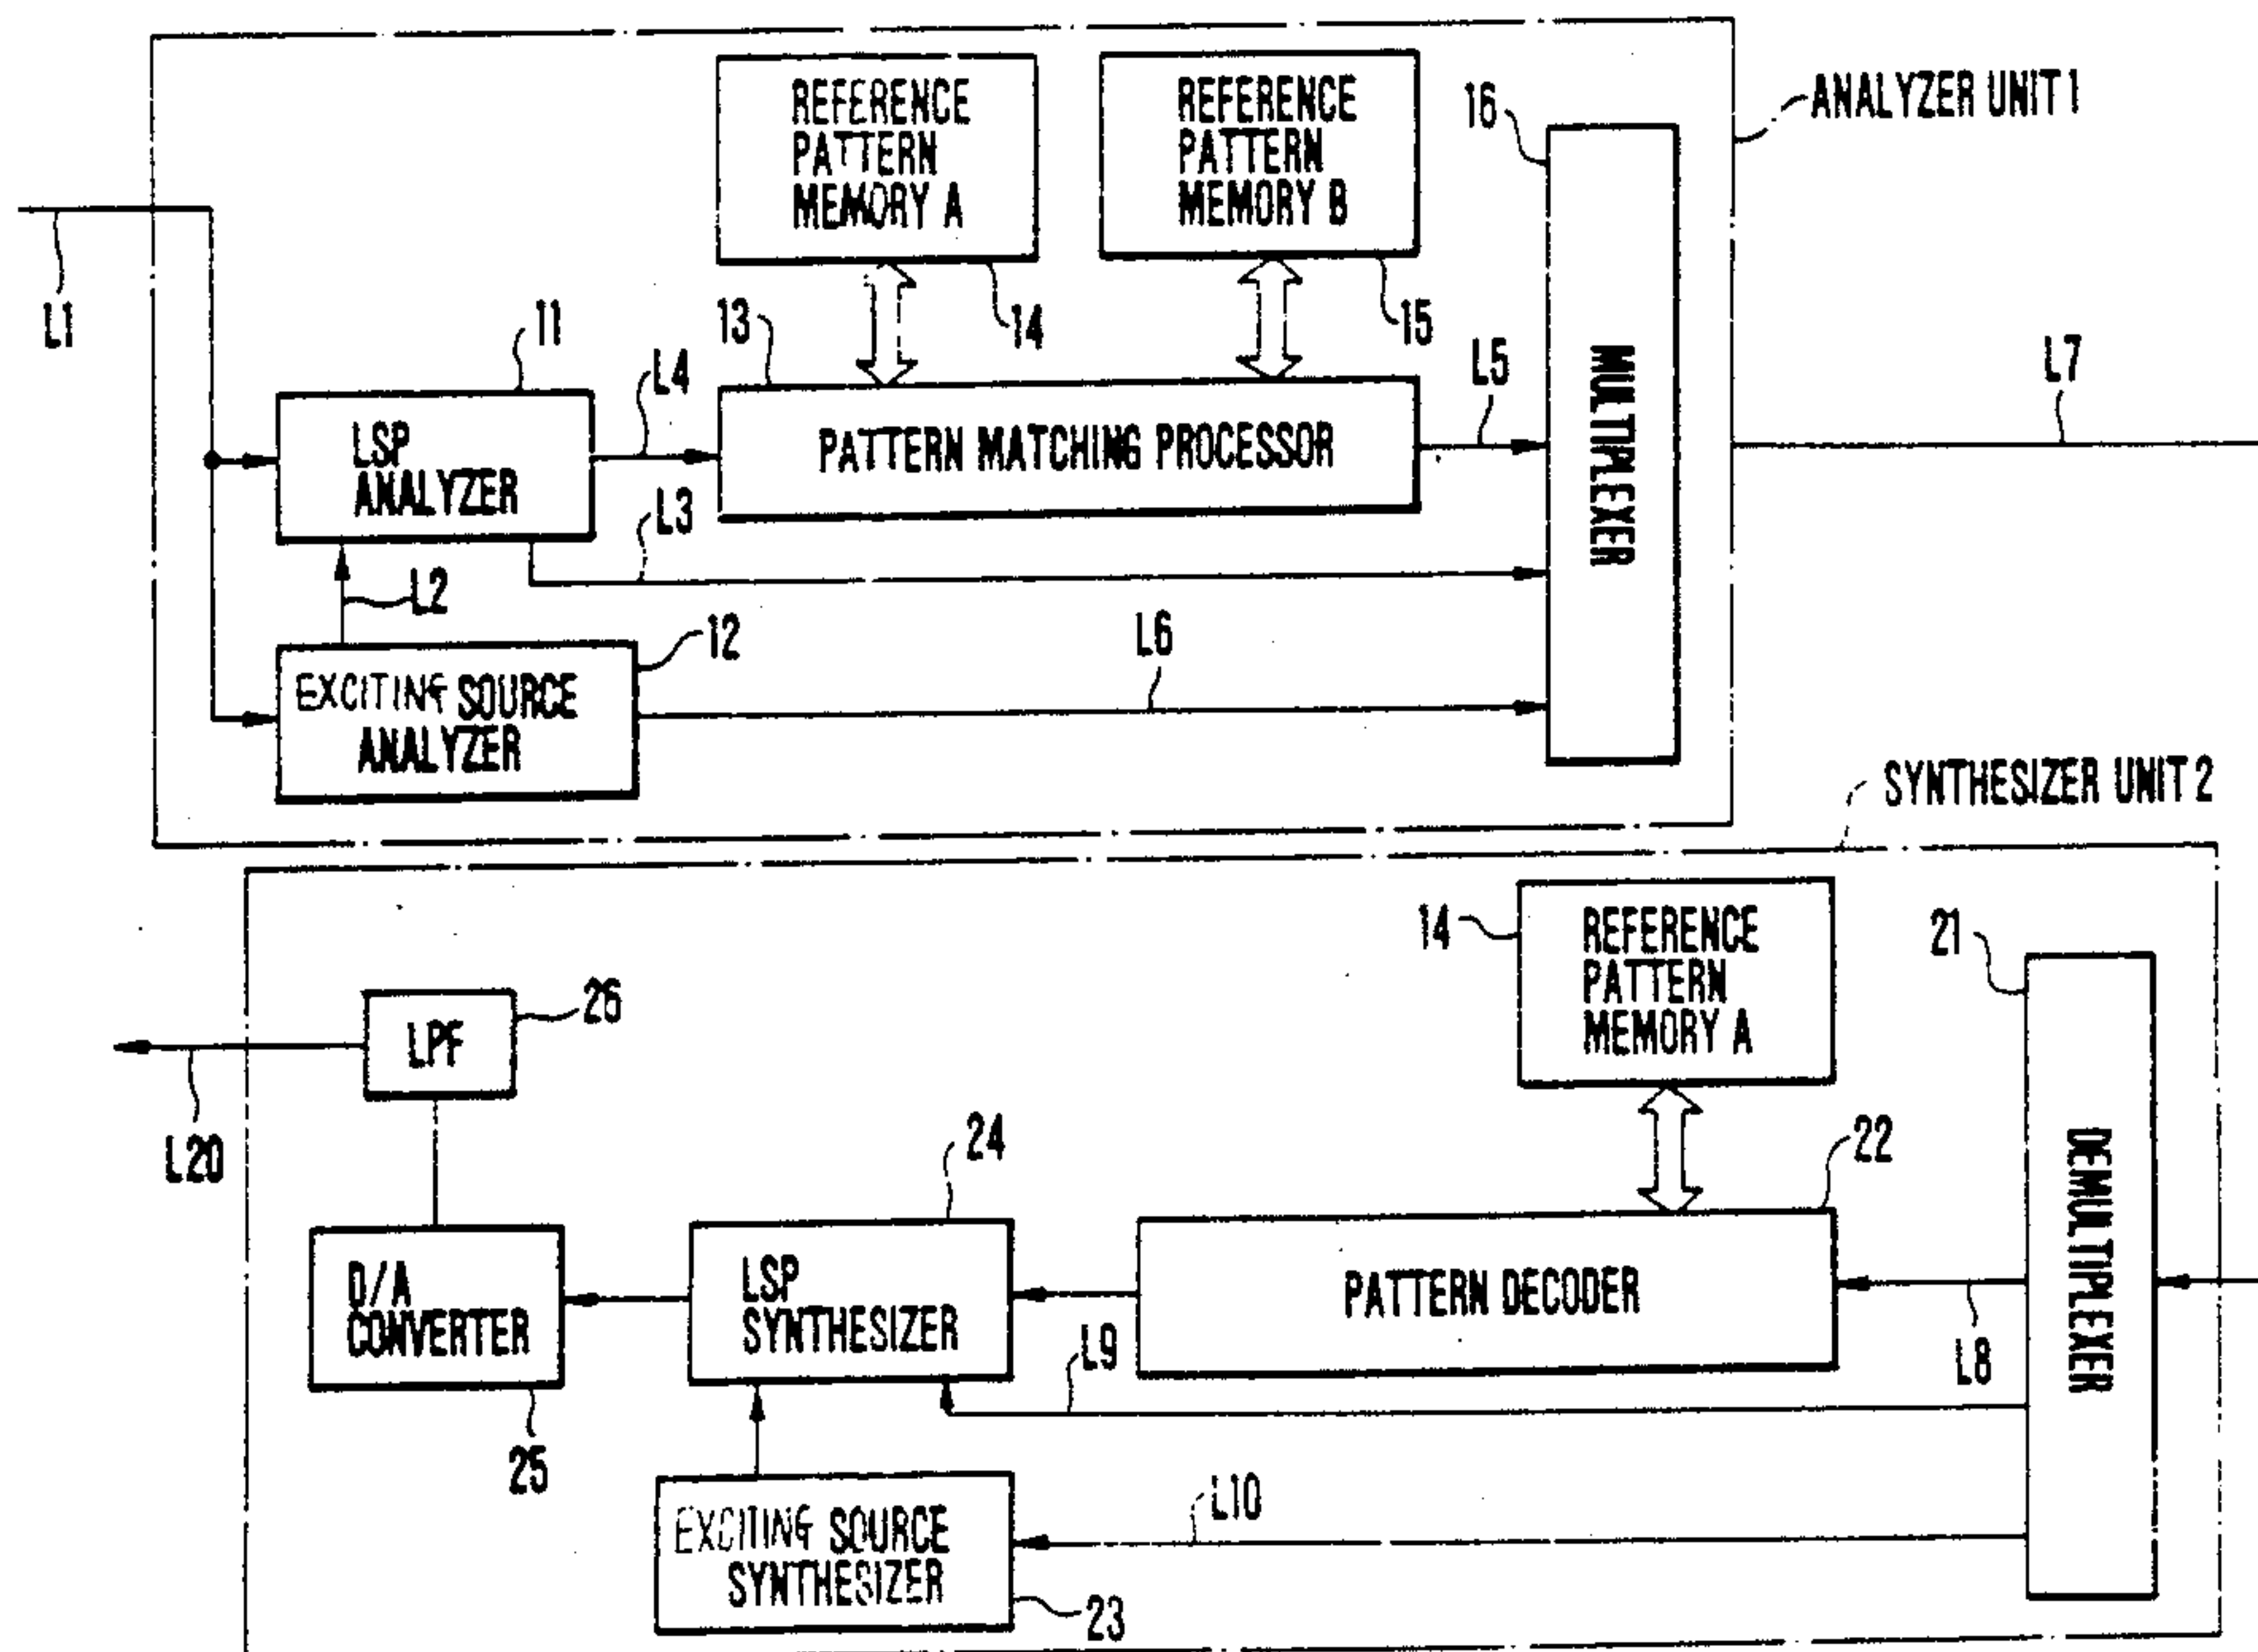 ANALYZER UNIT 1
REFERENCE
PATTERN
MEMORY A
REFERENCE
PATTERN
MEMORY B
16
L1
11
13
14
15
L4
L5
L7
LSP
ANALYZER
PATTERN MATCHING PROCESSOR
MULTIPLEXER
L3
L2
12
L6
EXCITING SOURCE
ANALYZER
SYNTHESIZER UNIT 2
14
REFERENCE
PATTERN
MEMORY A
21
26
LPF
L20
24
22
D/A
CONVERTER
LSP
SYNTHESIZER
PATTERN DECODER
DEMULTIPLEXER
L9
L8
25
L10
EXCITING SOURCE
SYNTHESIZER
23